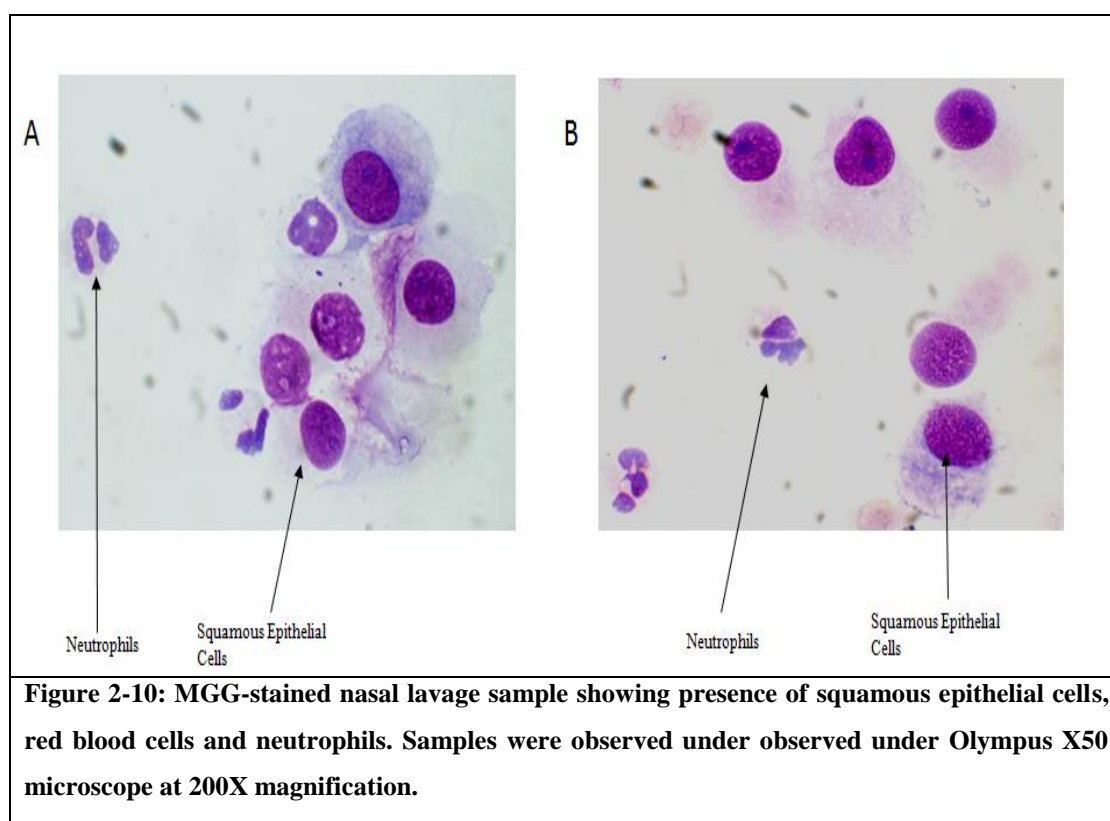 A
B
Neutrophils
Squamous Epithelial
Cells
Neutrophils
Squamous Epithelial
Cells
Figure 2-10: MGG-stained nasal lavage sample showing presence of squamous epithelial cells,
red blood cells and neutrophils. Samples were observed under observed under Olympus X50
microscope at 200X magnification.